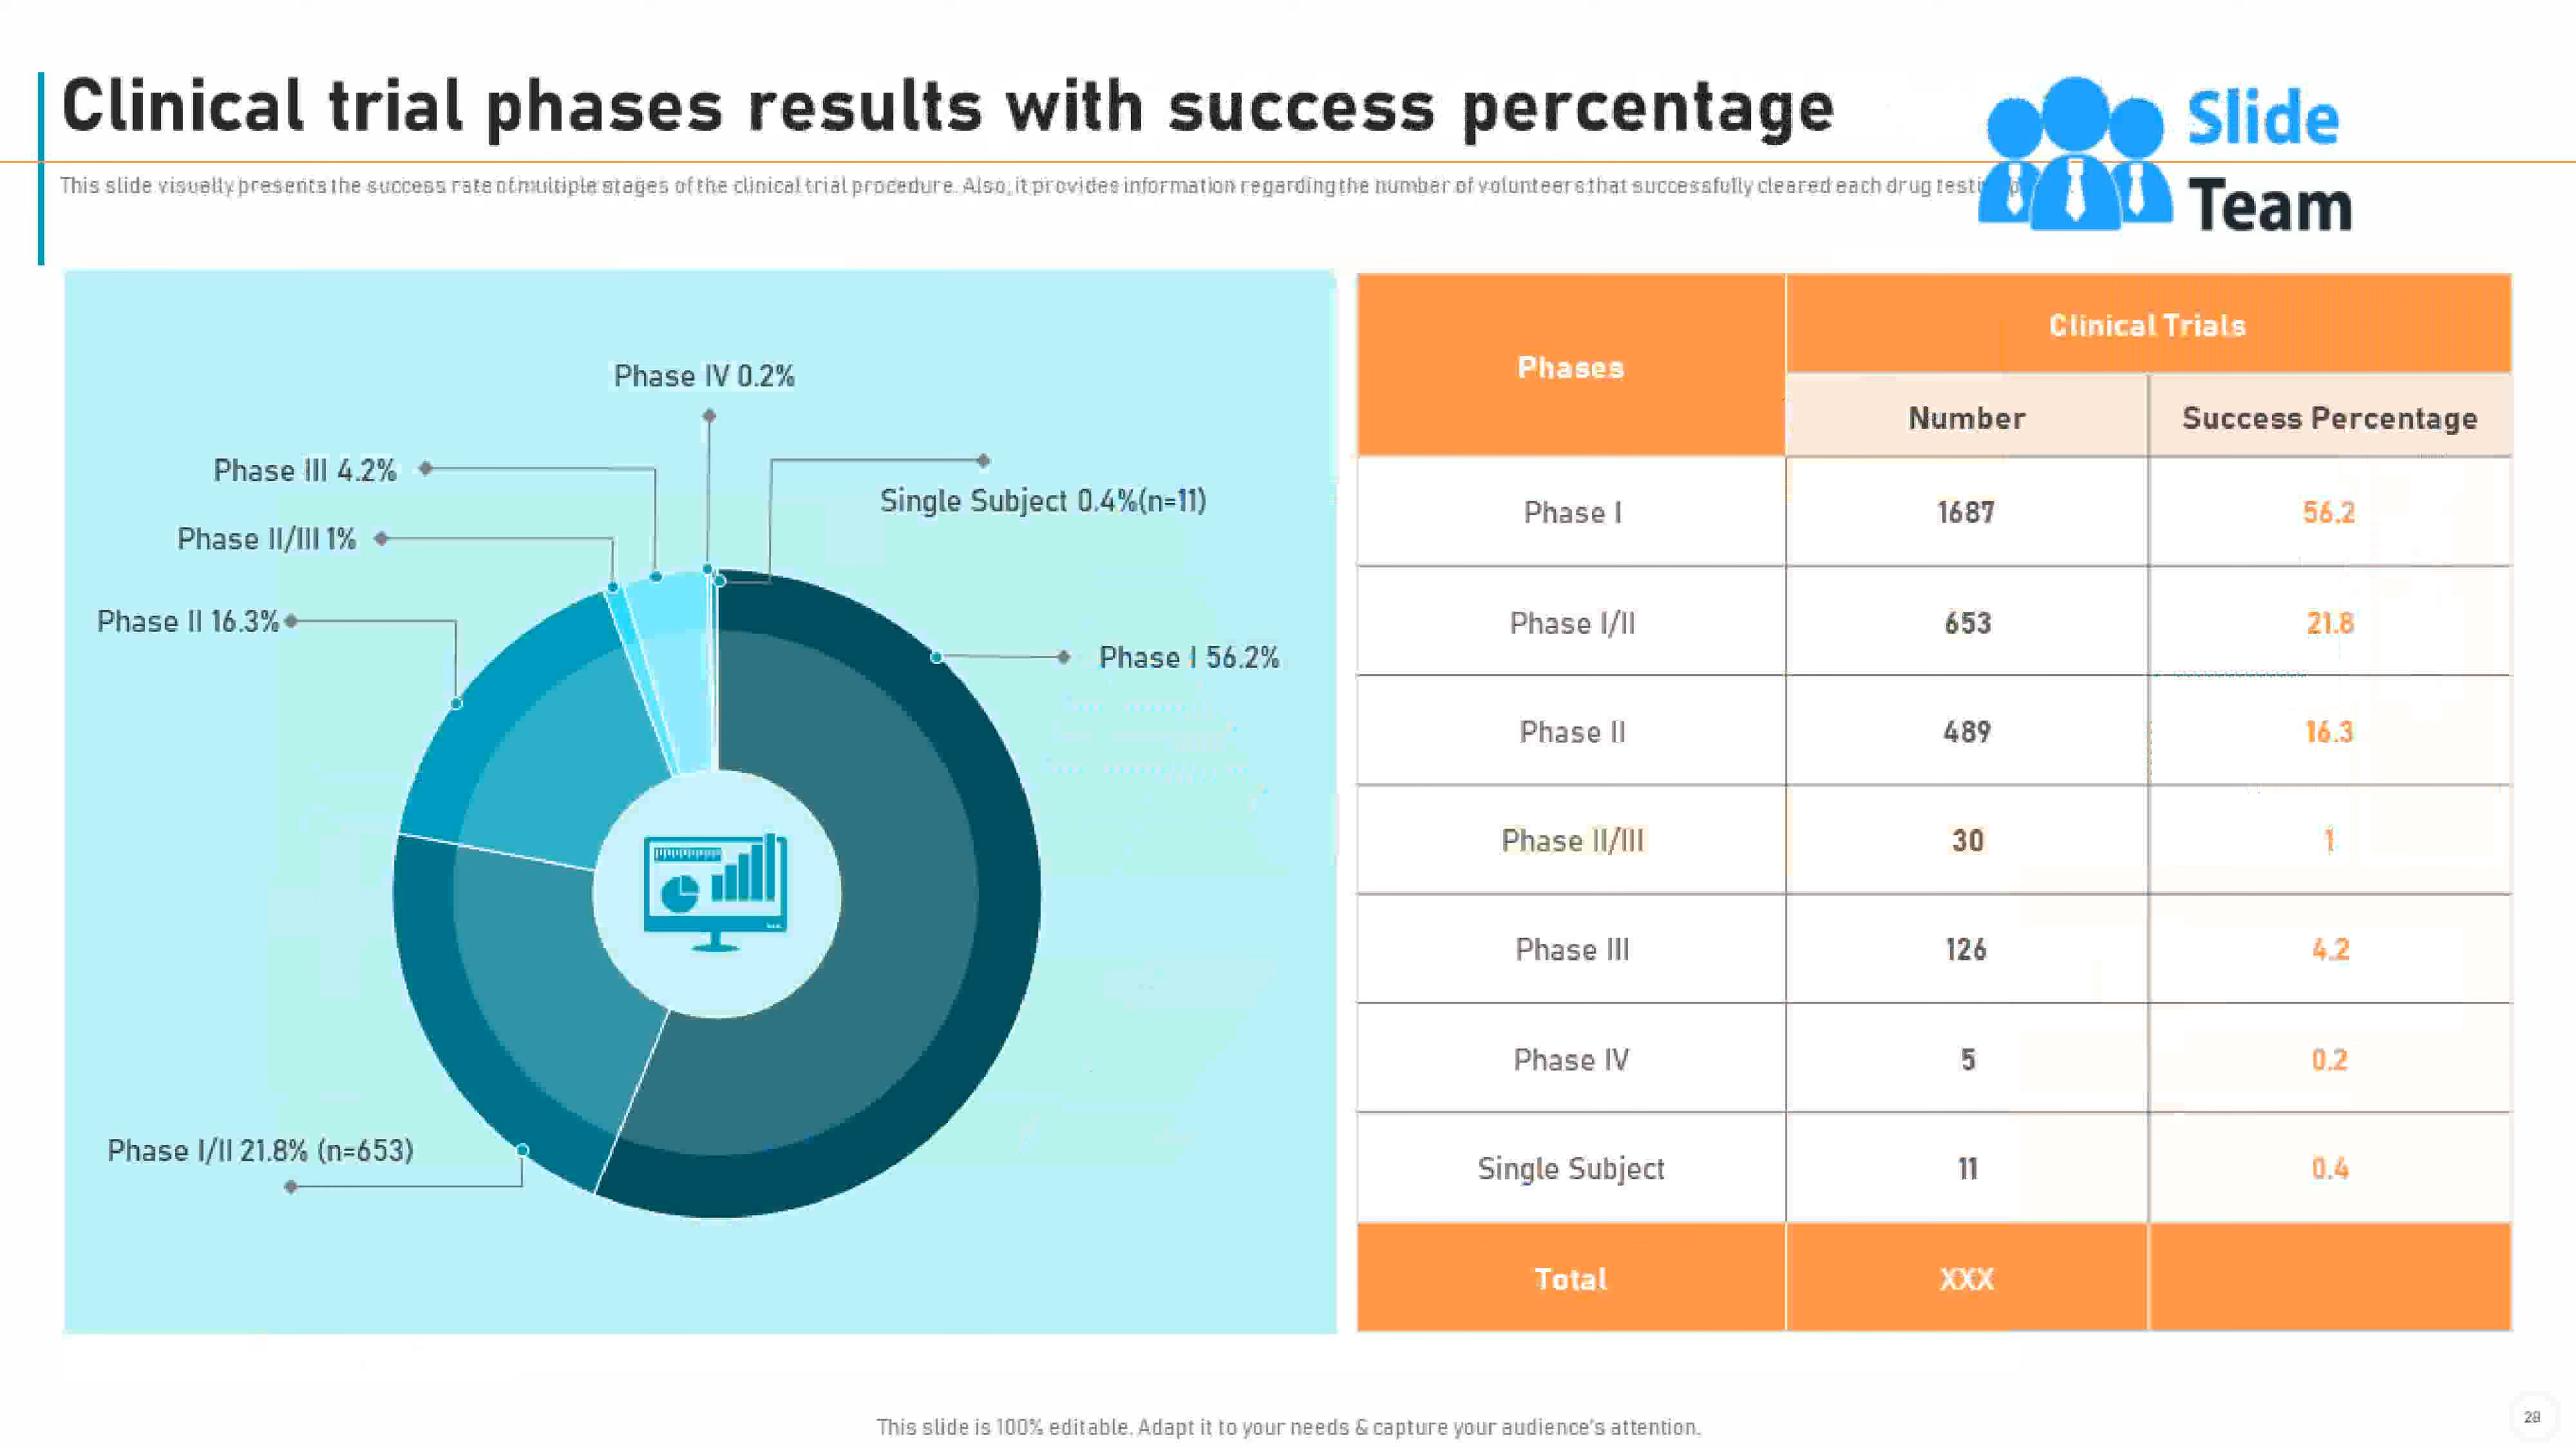 Clinical trial phases results with success percentage
Slide
Team
This slide visually presents the success rate of multiple stages of the clinical trial procedure. Also, it provides information regarding the number of volunteers that successfully cleared each drug
Phase IV 0.2%
Phase III 4.2%
Single Subject 0.4%(n=11)
Phase II/III 1%
Phase II 16.3%
Phase I 56.2%
Phase I/II 21.8% (n=653)
Phases
Clinical Trials
Number
Success Percentage
Phase I 1687 56.2
Phase I/II 653 21.8
Phase II 489 16.3
Phase II/III 30 1
Phase III 126 4.2
Phase IV 5 0.2
Single Subject 11 0.4
Total XXX
This slide is 100% editable. Adapt it to your needs & capture your audience's attention.
28